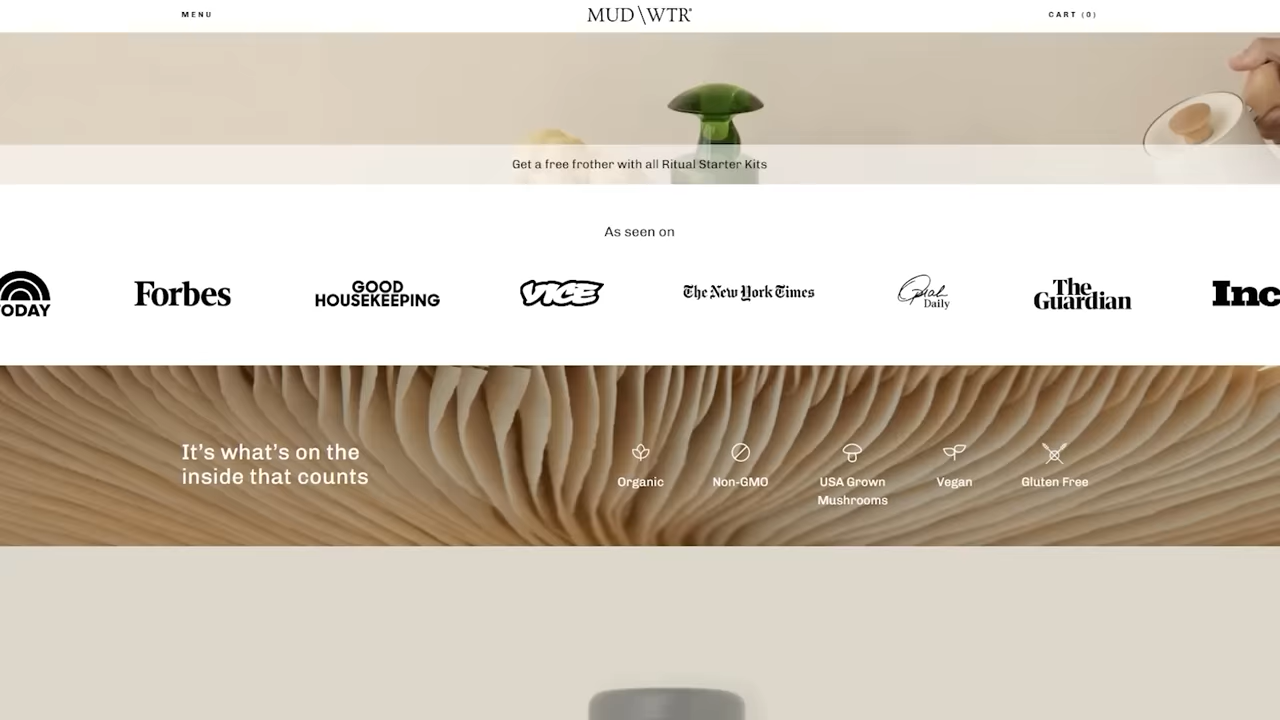 MENU
MUD\WTR®
CART (0)
Get a free frother with all Ritual Starter Kits
As seen on
TODAY
Forbes
GOOD
HOUSEKEEPING
VICE
The New York Times
Oprah
Daily
The
Guardian
Inc
It’s what’s on the
inside that counts
Organic
Non-GMO
USA Grown
Mushrooms
Vegan
Gluten Free